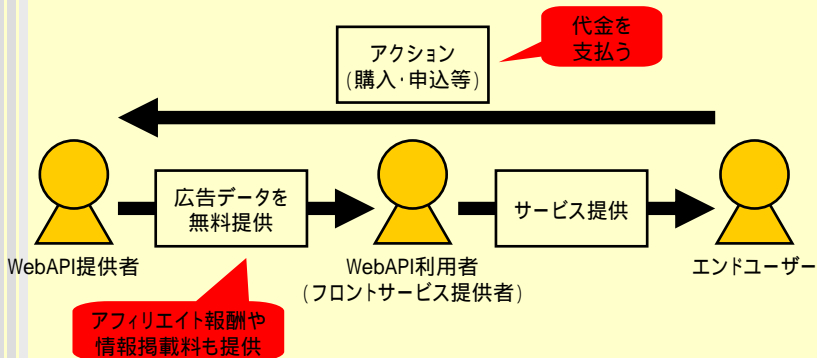 代金を
支払う
アクション
(購入・申込等)
広告データを
無料提供
サービス提供
WebAPI提供者
WebAPI利用者
(フロントサービス提供者)
エンドユーザー
アフィリエイト報酬や
情報掲載料も提供